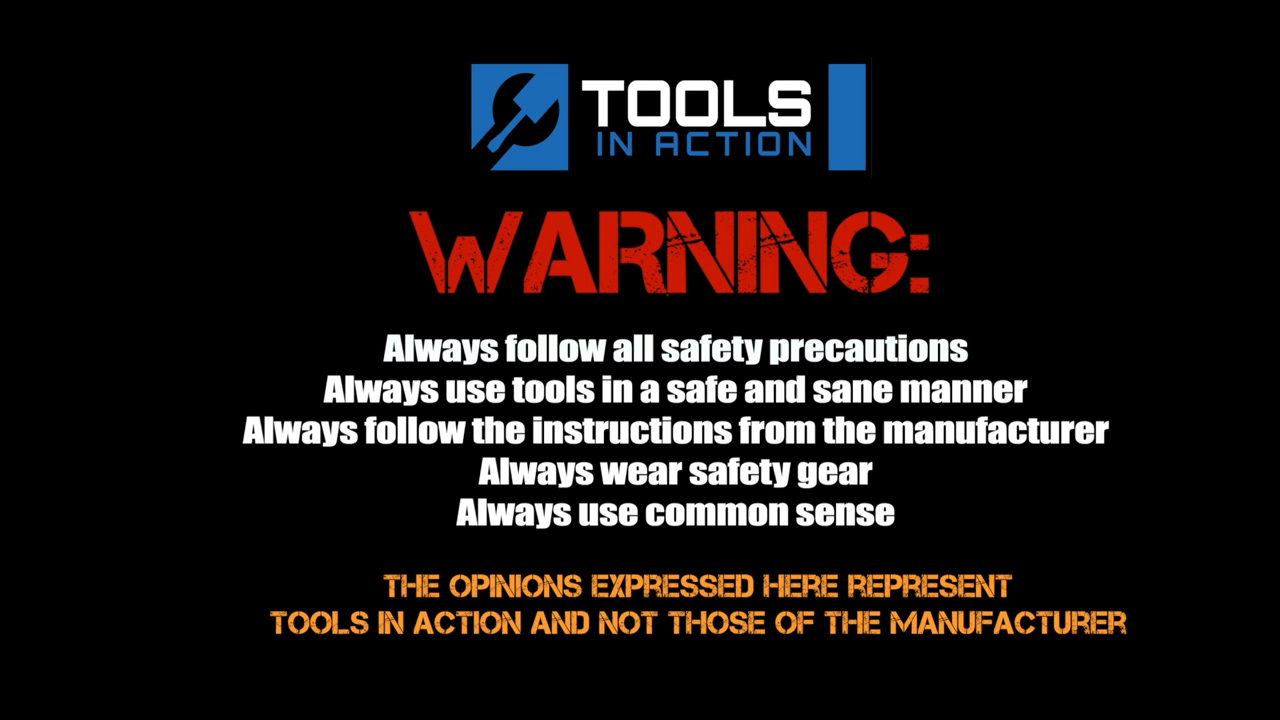 TOOLS
IN ACTION
WARNING:
Always follow all safety precautions
Always use tools in a safe and sane manner
Always follow the instructions from the manufacturer
Always wear safety gear
Always use common sense
THE OPINIONS EXPRESSED HERE REPRESENT
TOOLS IN ACTION AND NOT THOSE OF THE MANUFACTURER